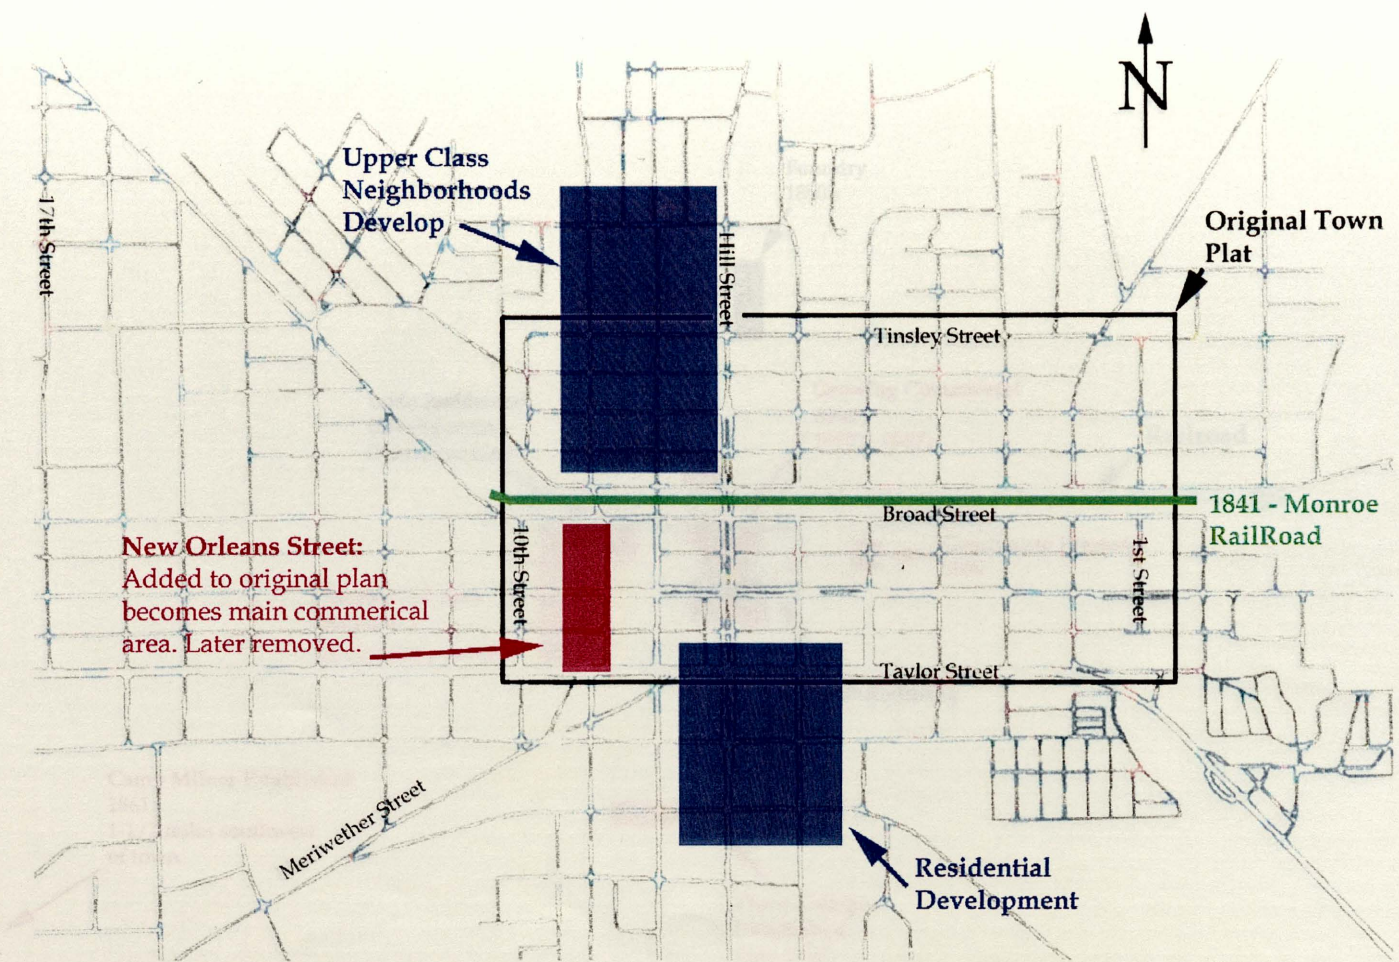 N
Upper Class
Neighborhoods
Develop
17th Street
Hill Street
Original Town
Plat
Tinsley Street
1841 - Monroe
RailRoad
Broad Street
New Orleans Street:
Added to original plan
becomes main commerical
area. Later removed.
10th Street
1st Street
Taylor Street
Meriwether Street
Residential
Development